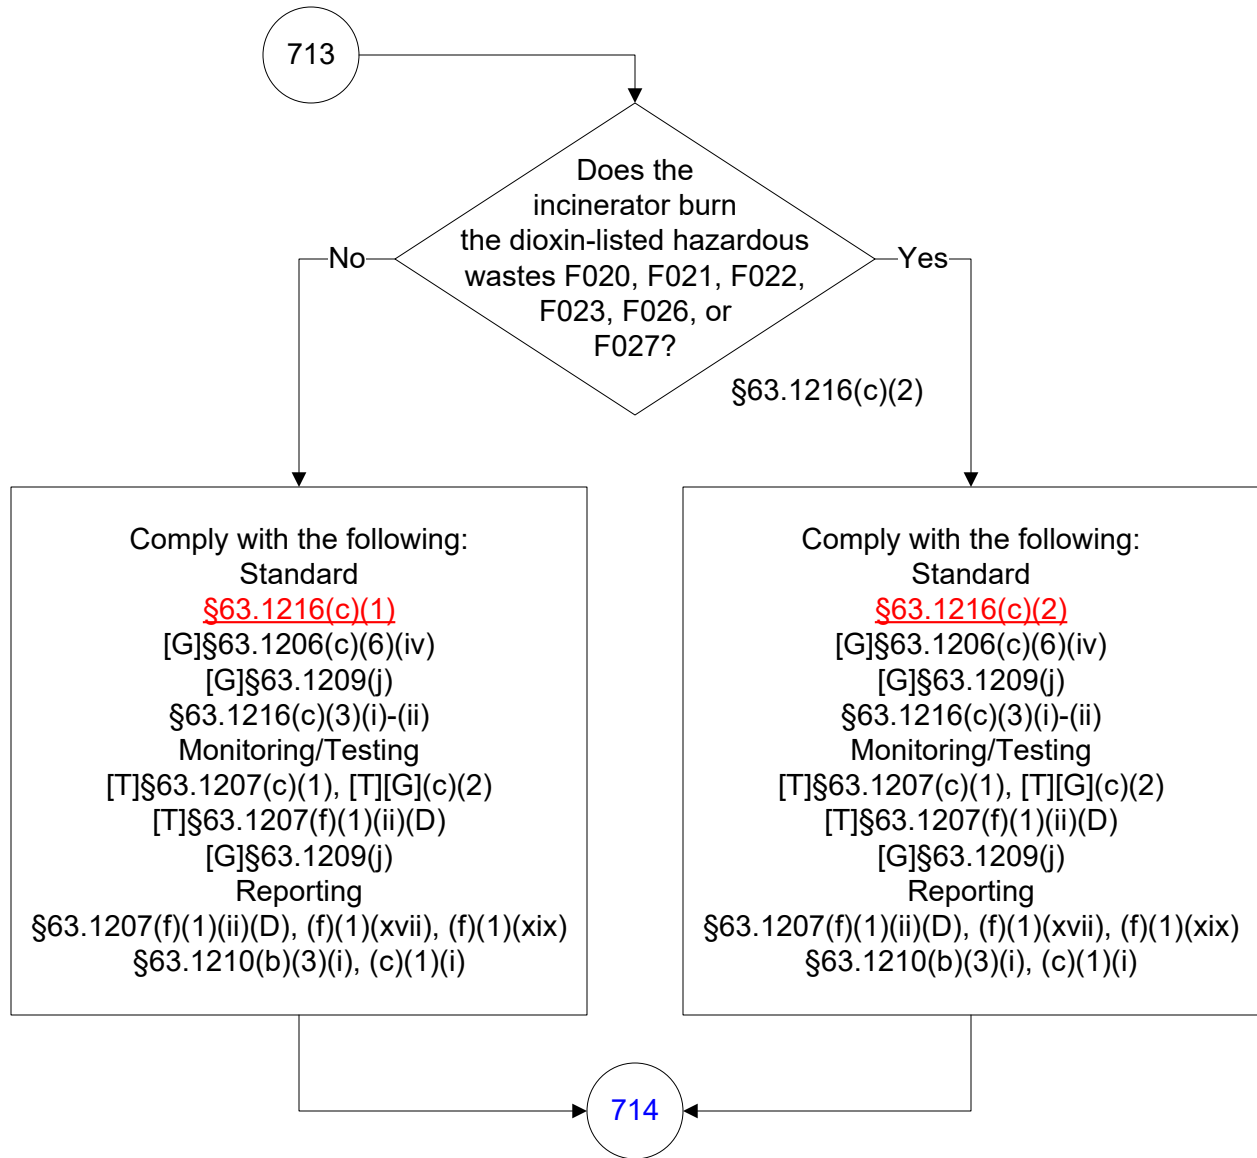 713
Does the
incinerator burn
the dioxin-listed hazardous
wastes F020, F021, F022,
F023, F026, or
F027?
No
Yes
§63.1216(c)(2)
Comply with the following:
Standard
§63.1216(c)(1)
[G]§63.1206(c)(6)(iv)
[G]§63.1209(j)
§63.1216(c)(3)(i)-(ii)
Monitoring/Testing
[T]§63.1207(c)(1), [T][G](c)(2)
[T]§63.1207(f)(1)(ii)(D)
[G]§63.1209(j)
Reporting
§63.1207(f)(1)(ii)(D), (f)(1)(xvii), (f)(1)(xix)
§63.1210(b)(3)(i), (c)(1)(i)
Comply with the following:
Standard
§63.1216(c)(2)
[G]§63.1206(c)(6)(iv)
[G]§63.1209(j)
§63.1216(c)(3)(i)-(ii)
Monitoring/Testing
[T]§63.1207(c)(1), [T][G](c)(2)
[T]§63.1207(f)(1)(ii)(D)
[G]§63.1209(j)
Reporting
§63.1207(f)(1)(ii)(D), (f)(1)(xvii), (f)(1)(xix)
§63.1210(b)(3)(i), (c)(1)(i)
714